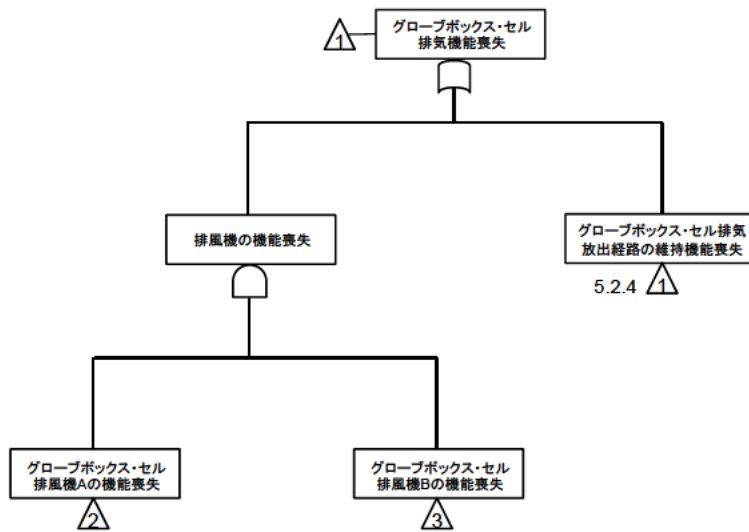 1
グローブボックス・セル
排気機能喪失
排風機の機能喪失
グローブボックス・セル排気
放出経路の維持機能喪失
5.2.4 1
グローブボックス・セル
排風機Aの機能喪失
2
グローブボックス・セル
排風機Bの機能喪失
3